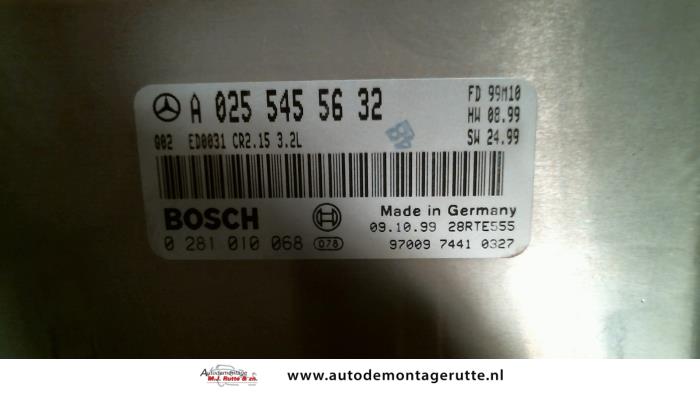 A 025 545 56 32
FD 99M10
HW 08.99
SW 24.99
G02 ED0031 CR2.15 3.2L
BOSCH
Made in Germany
0 281 010 068 078
09.10.99 28RTE555
97009 7441 0327
Autodemontage
M.J. Rutte & zn.
www.autodemontagerutte.nl